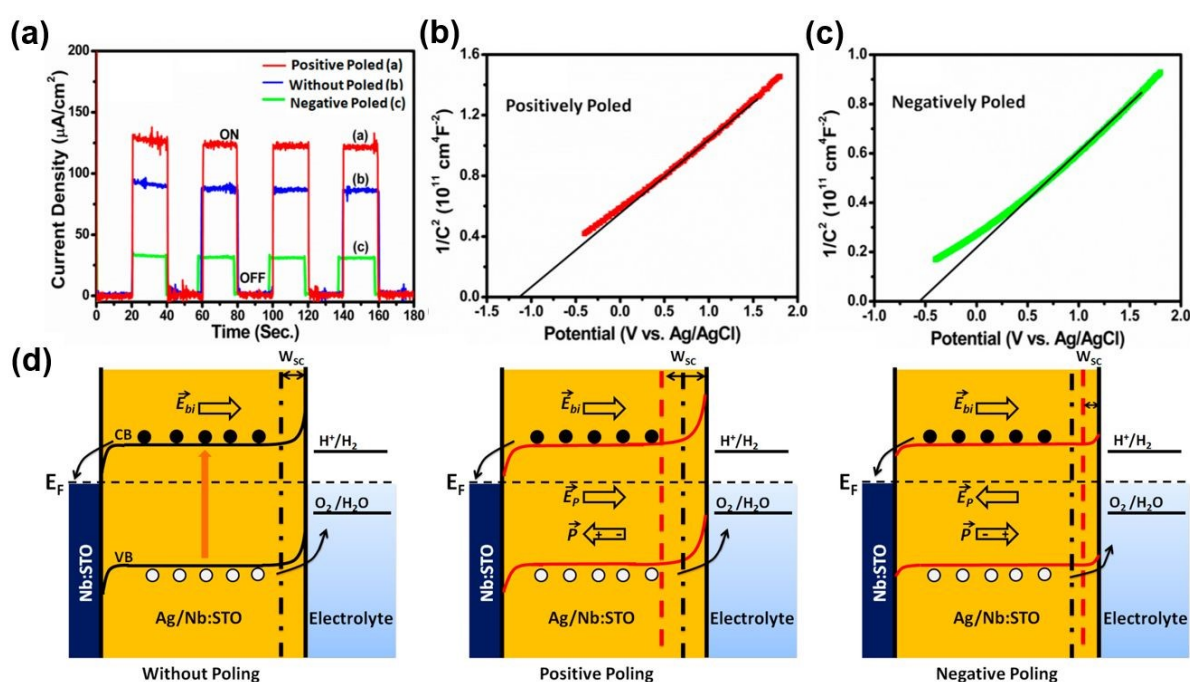 (a)
200
150
100
50
0
Current Density (µA/cm²)
Positive Poled (a)
Without Poled (b)
Negative Poled (c)
ON
(a)
(b)
(c)
OFF
0 20 40 60 80 100 120 140 160 180
Time (Sec.)
(b)
1.6
1.2
0.8
0.4
0.0
1/C² (10¹¹ cm⁴F⁻²)
Positively Poled
-1.5 -1.0 -0.5 0.0 0.5 1.0 1.5 2.0
Potential (V vs. Ag/AgCl)
(c)
1.0
0.8
0.6
0.4
0.2
0.0
1/C² (10¹¹ cm⁴F⁻²)
Negatively Poled
-1.0 -0.5 0.0 0.5 1.0 1.5 2.0
Potential (V vs. Ag/AgCl)
(d)
W_SC
E_bi
CB
H⁺/H₂
E_F
O₂/H₂O
VB
Nb:STO
Ag/Nb:STO
Electrolyte
Without Poling
W_SC
E_bi
H⁺/H₂
E_F
E_P
O₂/H₂O
P + -
Nb:STO
Ag/Nb:STO
Electrolyte
Positive Poling
W_SC
E_bi
H⁺/H₂
E_F
E_P
O₂/H₂O
P - +
Nb:STO
Ag/Nb:STO
Electrolyte
Negative Poling